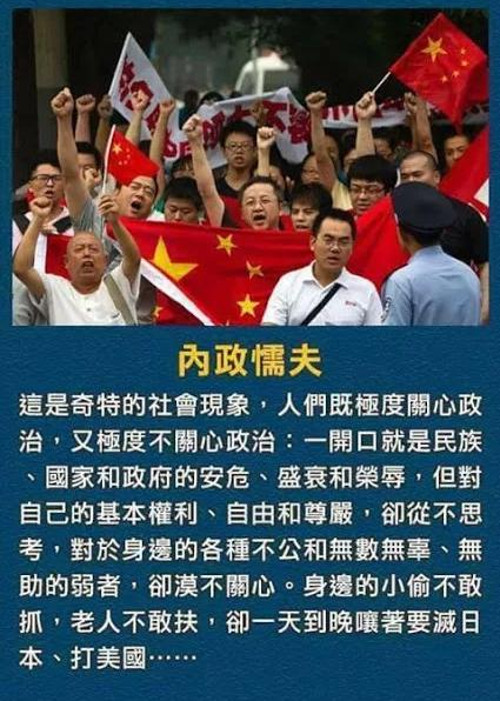 內政懦夫
這是奇特的社會現象，人們既極度關心政
治，又極度不關心政治：一開口就是民族
、國家和政府的安危、盛衰和榮辱，但對
自己的基本權利、自由和尊嚴，卻從不思
考，對於身邊的各種不公和無數無辜、無
助的弱者，卻漠不關心。身邊的小偷不敢
抓，老人不敢扶，卻一天到晚嚷著要滅日
本、打美國……